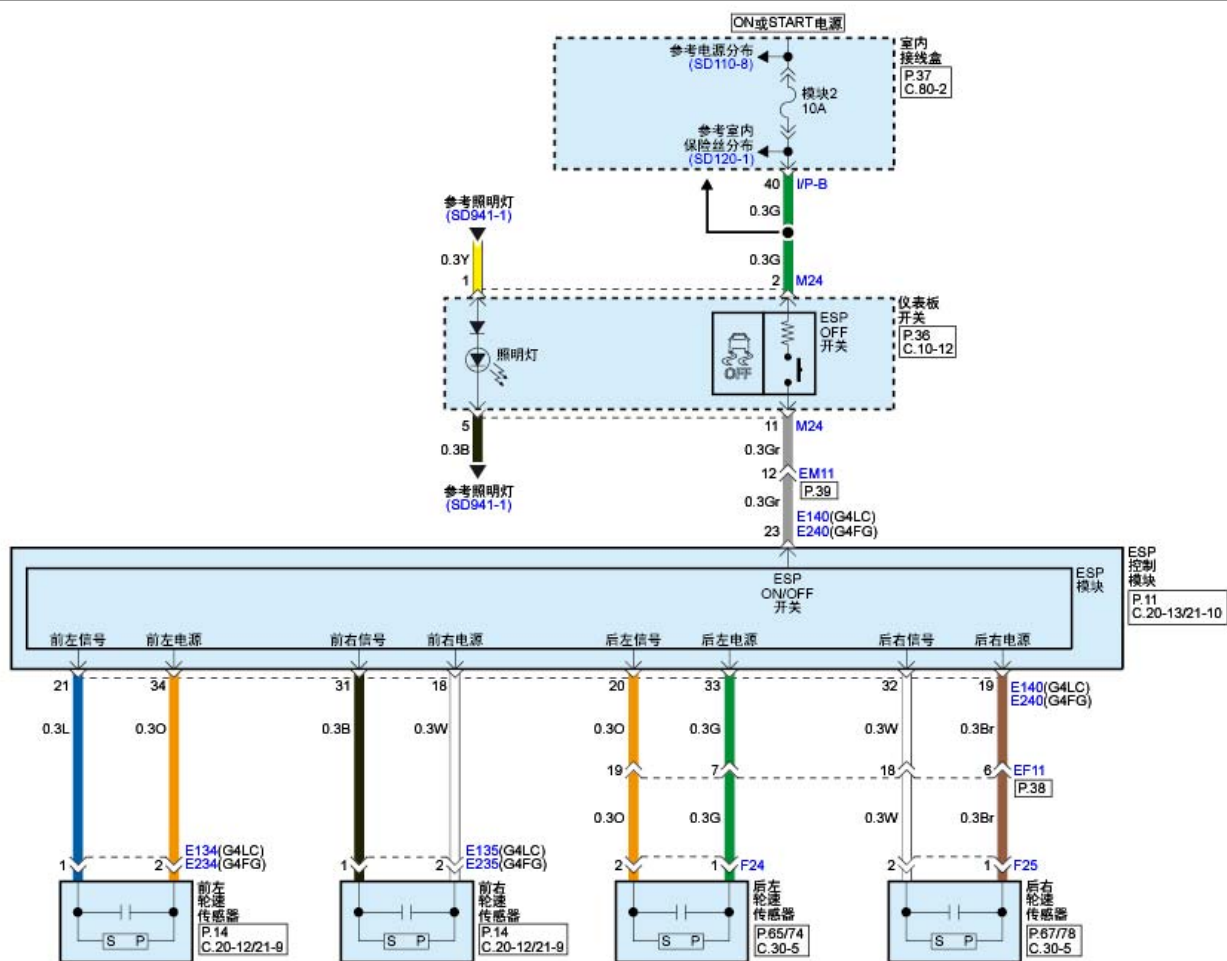 ON或START电源
参考电源分布
(SD110-8)
室内
接线盒
P.37
C.80-2
模块2
10A
参考室内
保险丝分布
(SD120-1)
40 I/P-B
0.3G
参考照明灯
(SD941-1)
0.3Y
0.3G
1
2 M24
仪表板
开关
P.36
C.10-12
照明灯
OFF
ESP
OFF
开关
5
11 M24
0.3B
0.3Gr
12 EM11
P.39
参考照明灯
(SD941-1)
0.3Gr
E140(G4LC)
23 E240(G4FG)
ESP
控制
模块
P.11
C.20-13/21-10
ESP
模块
ESP
ON/OFF
开关
前左信号 前左电源 前右信号 前右电源 后左信号 后左电源 后右信号 后右电源
21 34 31 18 20 33 32 19 E140(G4LC)
E240(G4FG)
0.3L 0.3O 0.3B 0.3W 0.3O 0.3G 0.3W 0.3Br
19 7 18 6 EF11
P.38
0.3O 0.3G 0.3W 0.3Br
E134(G4LC)
1 2 E234(G4FG)
E135(G4LC)
1 2 E235(G4FG)
2 1 F24
2 1 F25
前左
轮速
传感器
P.14
C.20-12/21-9
S P
前右
轮速
传感器
P.14
C.20-12/21-9
S P
后左
轮速
传感器
P.65/74
C.30-5
S P
后右
轮速
传感器
P.67/78
C.30-5
S P